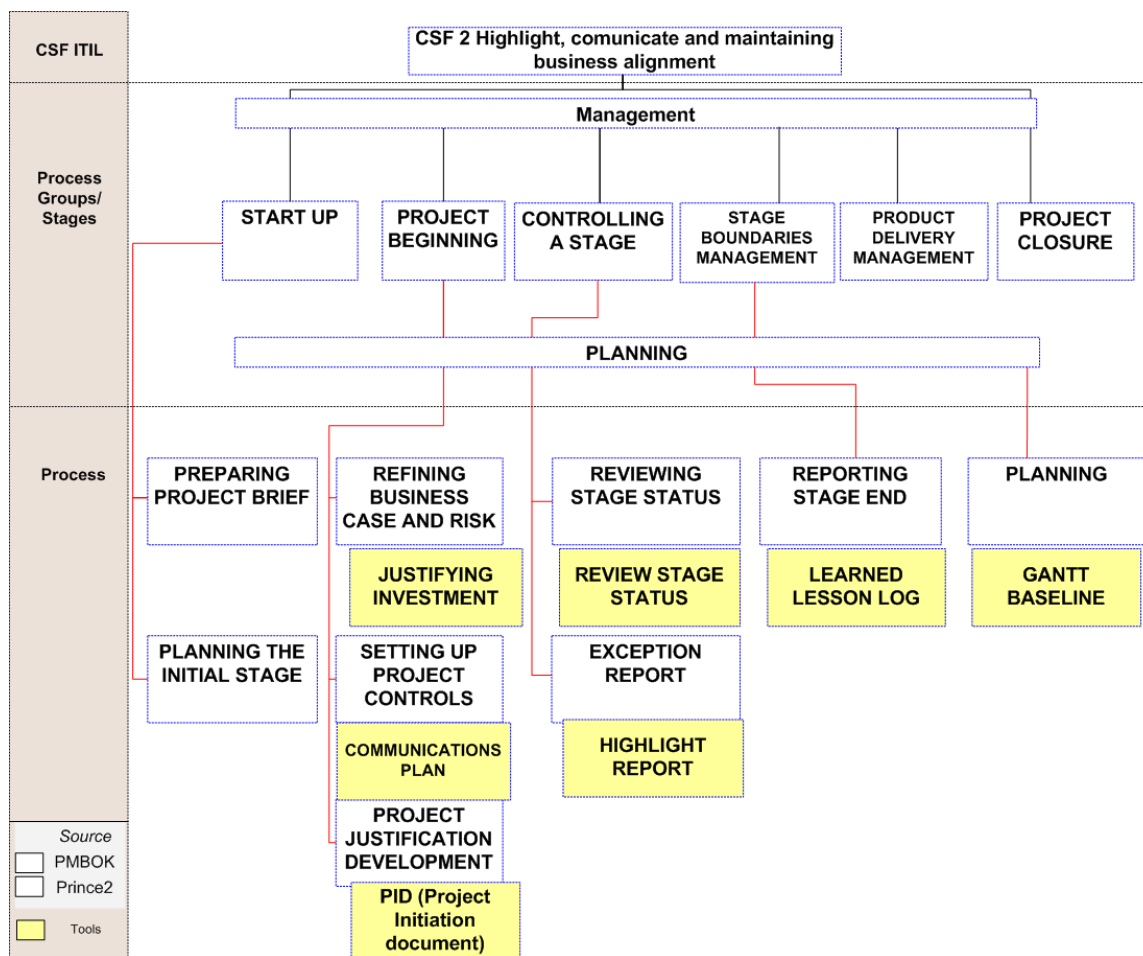 CSF ITIL
CSF 2 Highlight, comunicate and maintaining
business alignment
Management
Process
Groups/
Stages
START UP
PROJECT
BEGINNING
CONTROLLING
A STAGE
STAGE
BOUNDARIES
MANAGEMENT
PRODUCT
DELIVERY
MANAGEMENT
PROJECT
CLOSURE
PLANNING
Process
PREPARING
PROJECT BRIEF
REFINING
BUSINESS
CASE AND RISK
REVIEWING
STAGE STATUS
REPORTING
STAGE END
PLANNING
JUSTIFYING
INVESTMENT
REVIEW STAGE
STATUS
LEARNED
LESSON LOG
GANTT
BASELINE
PLANNING THE
INITIAL STAGE
SETTING UP
PROJECT
CONTROLS
EXCEPTION
REPORT
COMMUNICATIONS
PLAN
HIGHLIGHT
REPORT
PROJECT
JUSTIFICATION
DEVELOPMENT
PID (Project
Initiation
document)
Source
PMBOK
Prince2
Tools